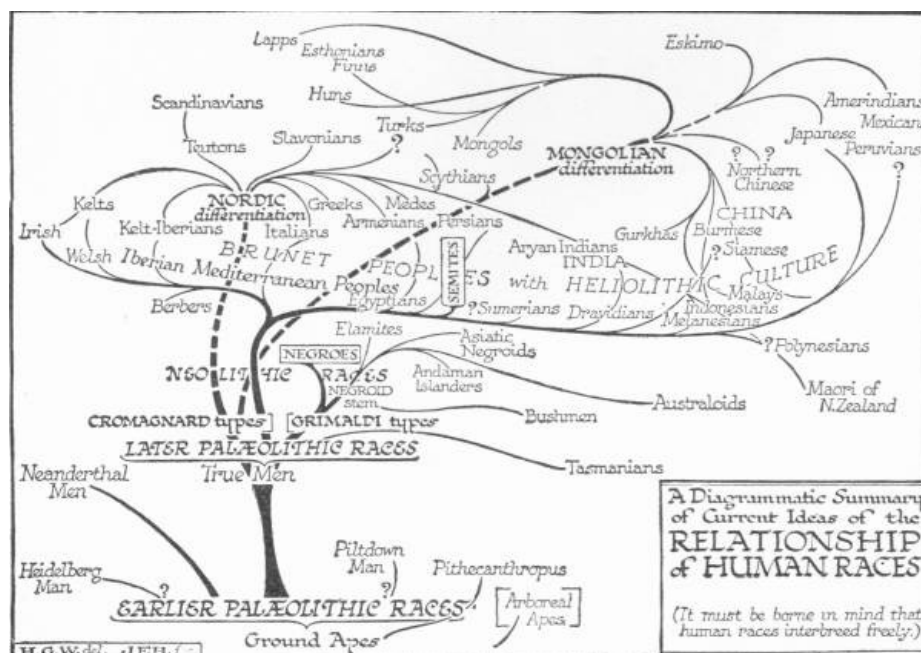 Lapps
Esthonians
Finns
Huns
Turks
Mongols
Eskimo
Amerindians
Mexican
Japanese
Peruvians
?
Scandinavians
Teutons
Slavonians
?
Scythians
MONGOLIAN
differentiation
? ?
Northern
Chinese
Kelts
NORDIC
differentiation
Irish
Kelt-Iberians
Greeks
Italians
Medes
Armenians
Persians
CHINA
Gurkhas
Burmese
? Siamese
Welsh
BRUNET PEOPLES with HELIOLITHIC CULTURE
Iberian Mediterranean Peoples
Aryan Indians
INDIA
SEMITES
Berbers
Egyptians
? Sumerians
Dravidians
Malays
Indonesians
Melanesians
Elamites
Asiatic
Negroids
? Polynesians
NEGROES
NEOLITHIC RACES
NEGROID
stem
Andaman
Islanders
Maori of
N.Zealand
Australoids
Bushmen
CROMAGNARD types
GRIMALDI types
LATER PALÆOLITHIC RACES
True Men
Tasmanians
Neanderthal
Men
Heidelberg
Man
?
Piltdown
Man
?
Pithecanthropus
EARLIER PALÆOLITHIC RACES
[Arboreal
Apes]
Ground Apes
A Diagrammatic Summary
of Current Ideas of the
RELATIONSHIP
of HUMAN RACES
(It must be borne in mind that
human races interbreed freely.)